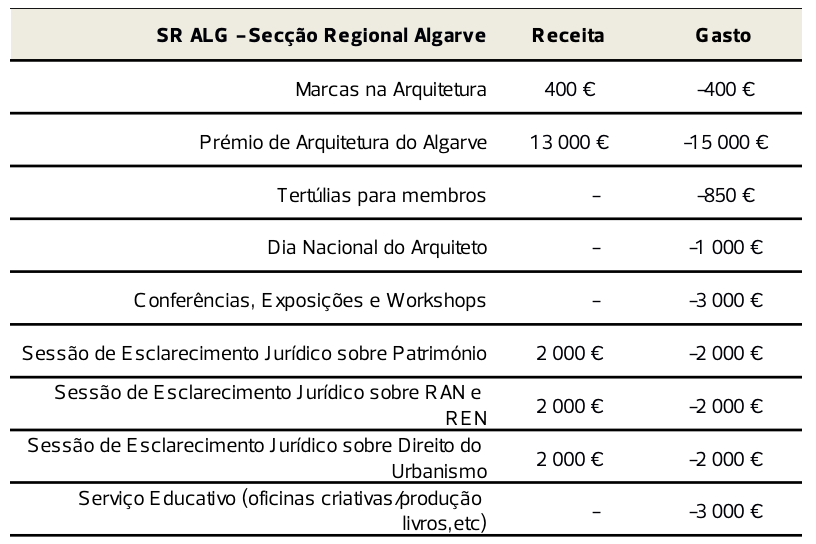 SR ALG – Secção Regional Algarve Receita Gasto
Marcas na Arquitetura 400 € -400 €
Prémio de Arquitetura do Algarve 13 000 € -15 000 €
Tertúlias para membros – -850 €
Dia Nacional do Arquiteto – -1 000 €
Conferências, Exposições e Workshops – -3 000 €
Sessão de Esclarecimento Jurídico sobre Património 2 000 € -2 000 €
Sessão de Esclarecimento Jurídico sobre RAN e
REN 2 000 € -2 000 €
Sessão de Esclarecimento Jurídico sobre Direito do
Urbanismo 2 000 € -2 000 €
Serviço Educativo (oficinas criativas/produção
livros,etc) – -3 000 €